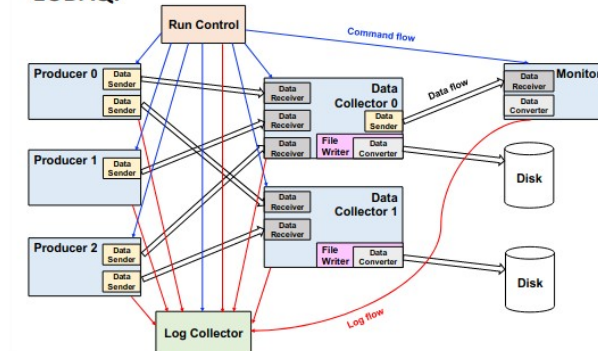 Run Control
Command flow
Producer 0
Data
Sender
Data
Sender
Data
Receiver
Data
Collector 0
Data
Receiver
Data
Sender
Data
Receiver
File
Writer
Data
Converter
Data flow
Monitor
Data
Receiver
Data
Converter
Producer 1
Data
Sender
Disk
Data
Receiver
Data
Collector 1
Data
Receiver
File
Writer
Data
Converter
Producer 2
Data
Sender
Data
Sender
Disk
Log flow
Log Collector